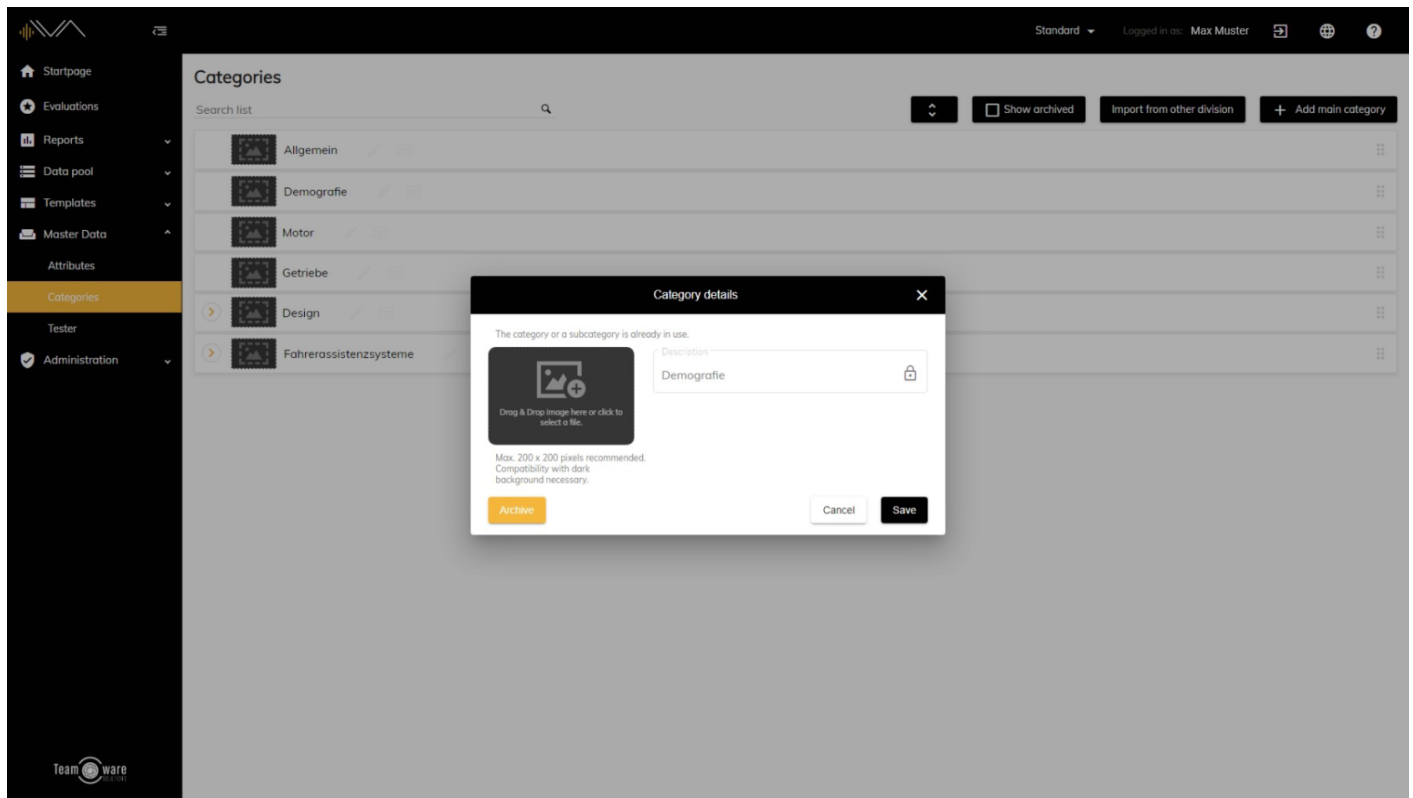 Standard
Logged in as: Max Muster
Startpage
Evaluations
Reports
Data pool
Templates
Master Data
Attributes
Categories
Tester
Administration
Team ware
SOLUTIONS
Categories
Search list
Show archived
Import from other division
+ Add main category
Allgemein
Demografie
Motor
Getriebe
Design
Fahrerassistenzsysteme
Category details
The category or a subcategory is already in use.
Drag & Drop image here or click to
select a file.
Max. 200 x 200 pixels recommended.
Compatibility with dark
background necessary.
Description
Demografie
Archive
Cancel
Save